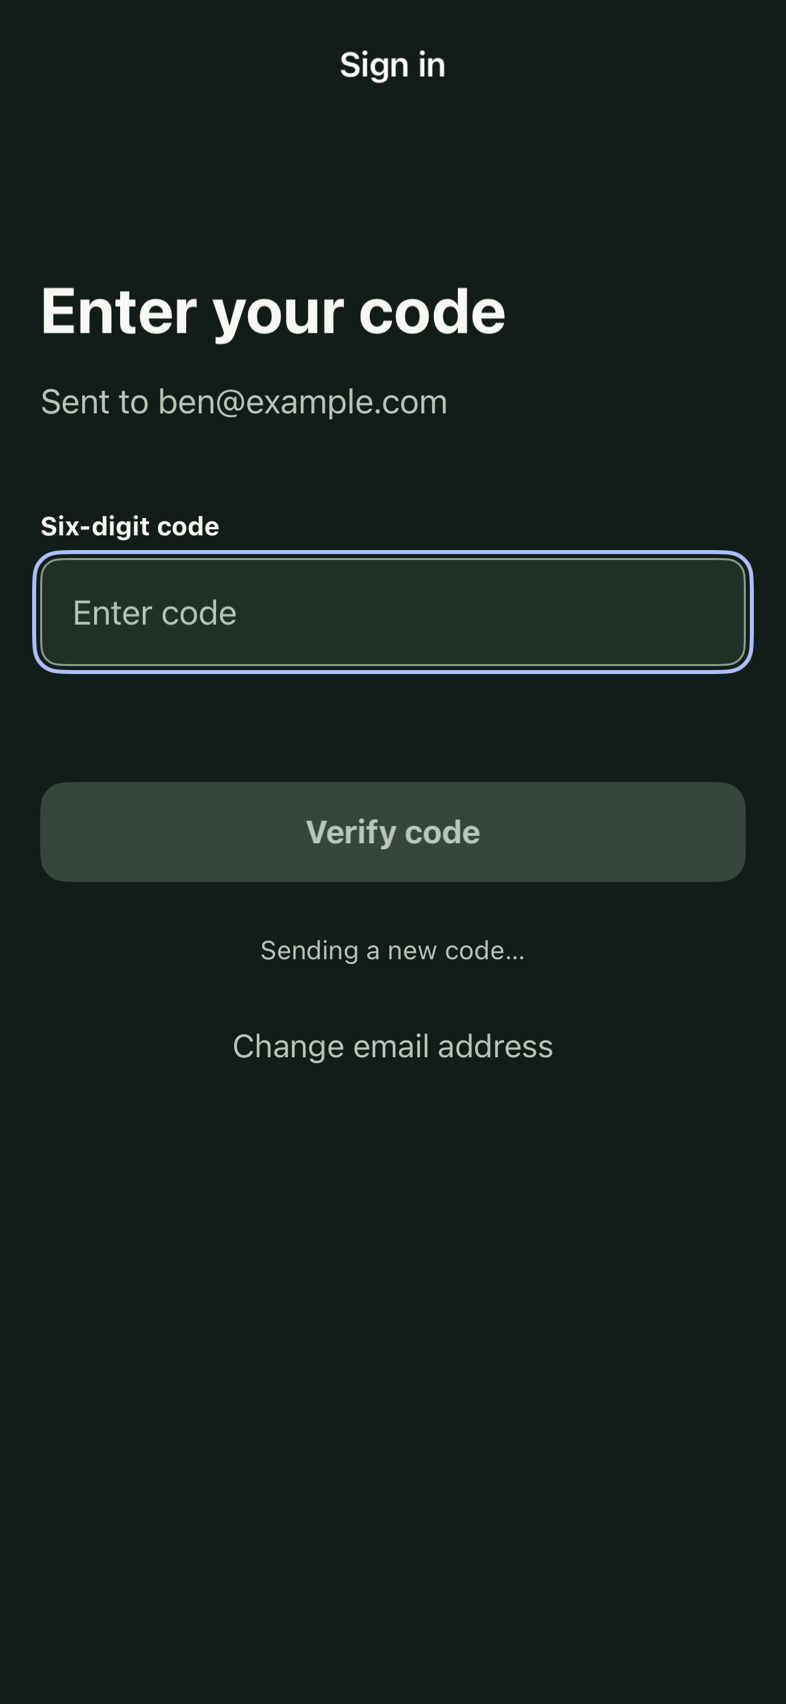 Sign in
Enter your code
Sent to ben@example.com
Six-digit code
Enter code
Verify code
Sending a new code...
Change email address